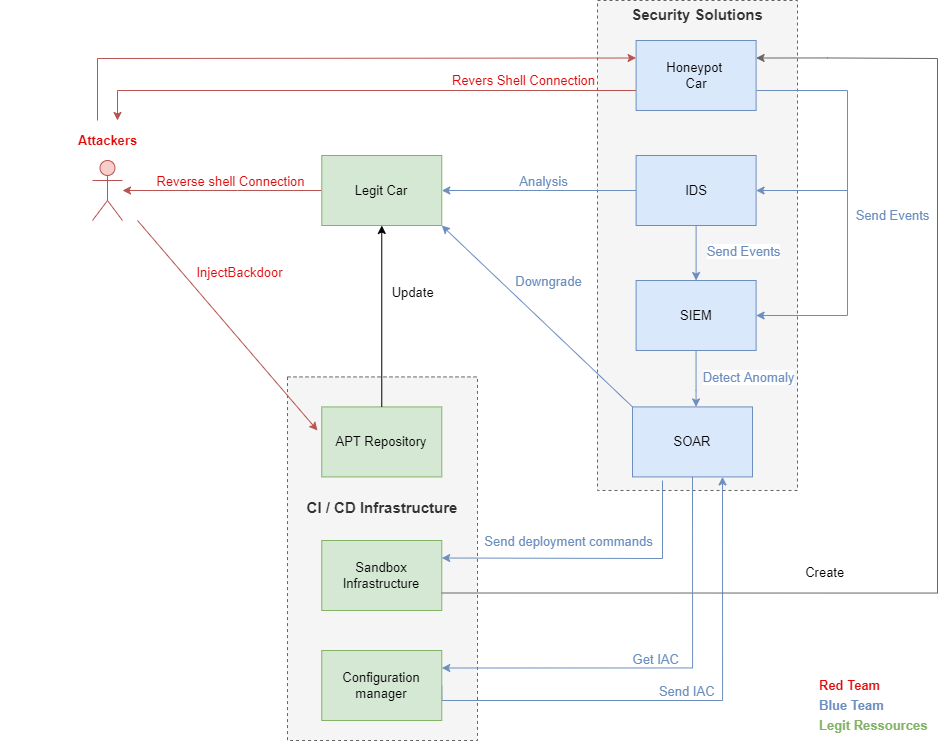 Security Solutions
Honeypot
Car
Revers Shell Connection
Attackers
Reverse shell Connection
Legit Car
Analysis
IDS
Send Events
Send Events
InjectBackdoor
Downgrade
Update
SIEM
Detect Anomaly
APT Repository
SOAR
CI / CD Infrastructure
Send deployment commands
Sandbox
Infrastructure
Create
Get IAC
Configuration
manager
Send IAC
Red Team
Blue Team
Legit Ressources